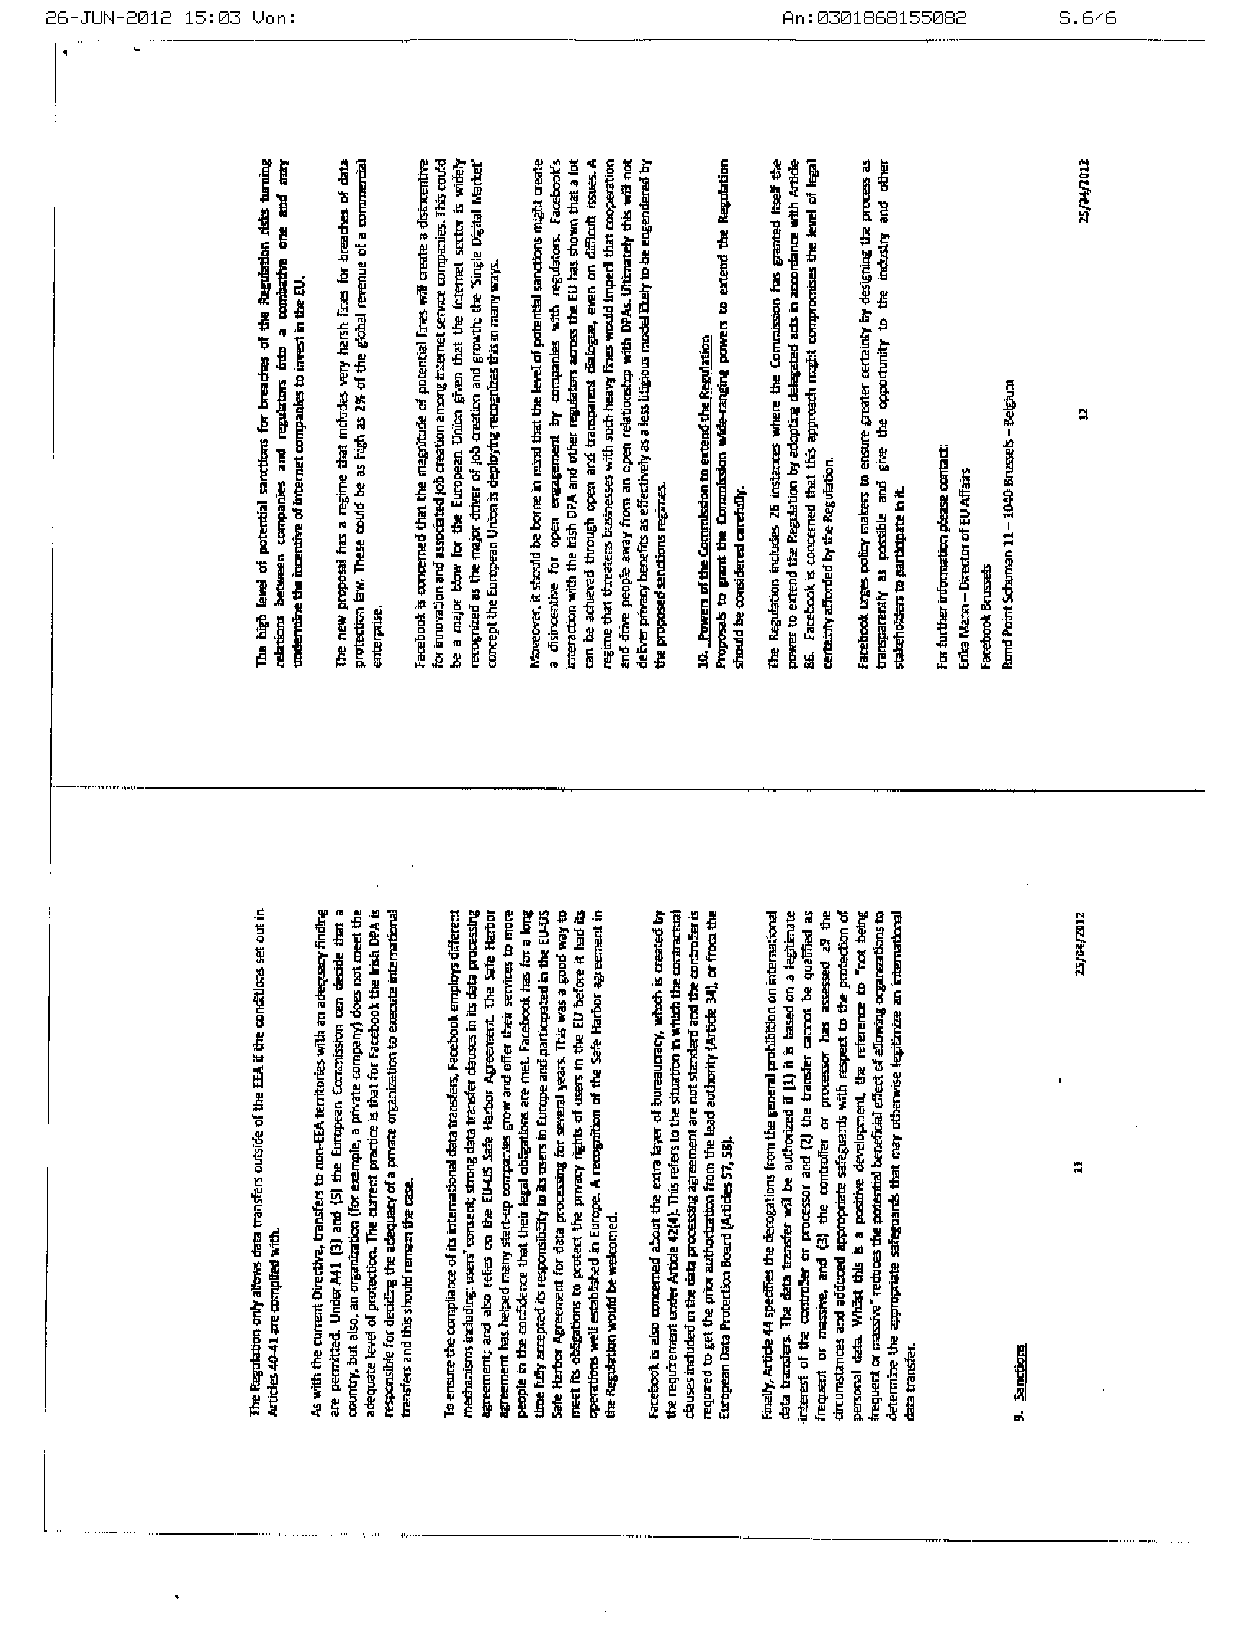 26-JUN-2012 15:03 Von: An:0301868155082 S.6/6
The Regulation only allows data transfers outside of the EEA if the conditions set out in
Articles 40-41 are complied with.
As with the current Directive, transfers to non-EEA territories with an adequacy finding
are permitted. Under A41 (3) and (5) the European Commission can decide that a
country, but also, an organization (for example, a private company) does not meet the
adequate level of protection. The current practice is that for Facebook the Irish DPA is
responsible for deciding the adequacy of a private organization to execute international
transfers and this should remain the case.
To ensure the compliance of its international data transfers, Facebook employs different
mechanisms including: users' consent; strong data transfer clauses in its data processing
agreement; and also relies on the EU-US Safe Harbor Agreement. The Safe Harbor
agreement has helped many start-up companies grow and offer their services to more
people in the confidence that their legal obligations are met. Facebook has for a long
time fully accepted its responsibility to its users in Europe and participated in the EU-US
Safe Harbor Agreement for data processing for several years. This was a good way to
meet its obligations to protect the privacy rights of users in the EU before it had its
operations well established in Europe. A recognition of the Safe Harbor agreement in
the Regulation would be welcomed.
Facebook is also concerned about the extra layer of bureaucracy, which is created by
the requirement under Article 42(4). This refers to the situation in which the contractual
clauses included in the data processing agreement are not standard and the controller is
required to get the prior authorization from the lead authority (Article 34), or from the
European Data Protection Board (Articles 57, 58).
Finally, Article 44 specifies the derogations from the general prohibition on international
data transfers. The data transfer will be authorized if (1) it is based on a legitimate
interest of the controller or processor and (2) the transfer cannot be qualified as
frequent or massive, and (3) the controller or processor has assessed all the
circumstances and adduced appropriate safeguards with respect to the protection of
personal data. Whilst this is a positive development, the reference to "not being
frequent or massive" reduces the potential beneficial effect of allowing organizations to
determine the appropriate safeguards that may otherwise legitimize an international
data transfer.
9. Sanctions
11 25/04/2012
The high level of potential sanctions for breaches of the Regulation risks turning
relations between companies and regulators into a combative one and may
undermine the incentive of internet companies to invest in the EU.
The new proposal has a regime that includes very harsh fines for breaches of data
protection law. These could be as high as 2% of the global revenue of a commercial
enterprise.
Facebook is concerned that the magnitude of potential fines will create a disincentive
for innovation and associated job creation among internet service companies. This could
be a major blow for the European Union given that the internet sector is widely
recognized as the major driver of job creation and growth; the 'Single Digital Market'
concept the European Union is deploying recognizes this in many ways.
Moreover, it should be borne in mind that the level of potential sanctions might create
a disincentive for open engagement by companies with regulators. Facebook's
interaction with the Irish DPA and other regulators across the EU has shown that a lot
can be achieved through open and transparent dialogue, even on difficult issues. A
regime that threatens businesses with such heavy fines would imperil that cooperation
and drive people away from an open relationship with DPAs. Ultimately this will not
deliver privacy benefits as effectively as a less litigious model likely to be engendered by
the proposed sanctions regimes.
10. Powers of the Commission to extend the Regulation
Proposals to grant the Commission wide-ranging powers to extend the Regulation
should be considered carefully.
The Regulation includes 26 instances where the Commission has granted itself the
power to extend the Regulation by adopting delegated acts in accordance with Article
86. Facebook is concerned that this approach might compromises the level of legal
certainty afforded by the Regulation.
Facebook urges policy makers to ensure greater certainty by designing the process as
transparently as possible and give the opportunity to the industry and other
stakeholders to participate in it.
For further information please contact:
Erika Mann – Director of EU Affairs
Facebook Brussels
Rond Point Schuman 11 – 1040 Brussels – Belgium
12 25/04/2012